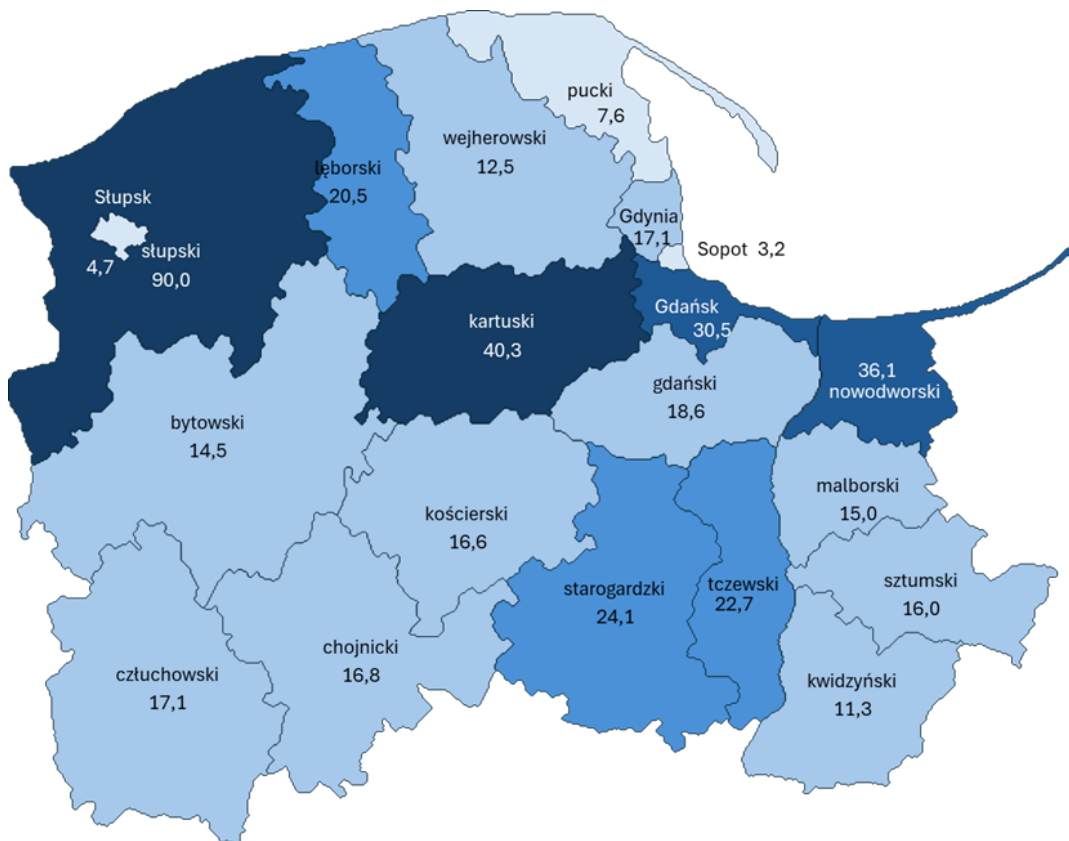 pucki
7,6
wejherowski
12,5
lęborski
20,5
Słupsk
4,7
słupski
90,0
Gdynia
17,1
Sopot 3,2
Gdańsk
30,5
kartuski
40,3
36,1
nowodworski
gdański
18,6
bytowski
14,5
malborski
15,0
kościerski
16,6
sztumski
16,0
starogardzki
24,1
tczewski
22,7
chojnicki
16,8
człuchowski
17,1
kwidzyński
11,3